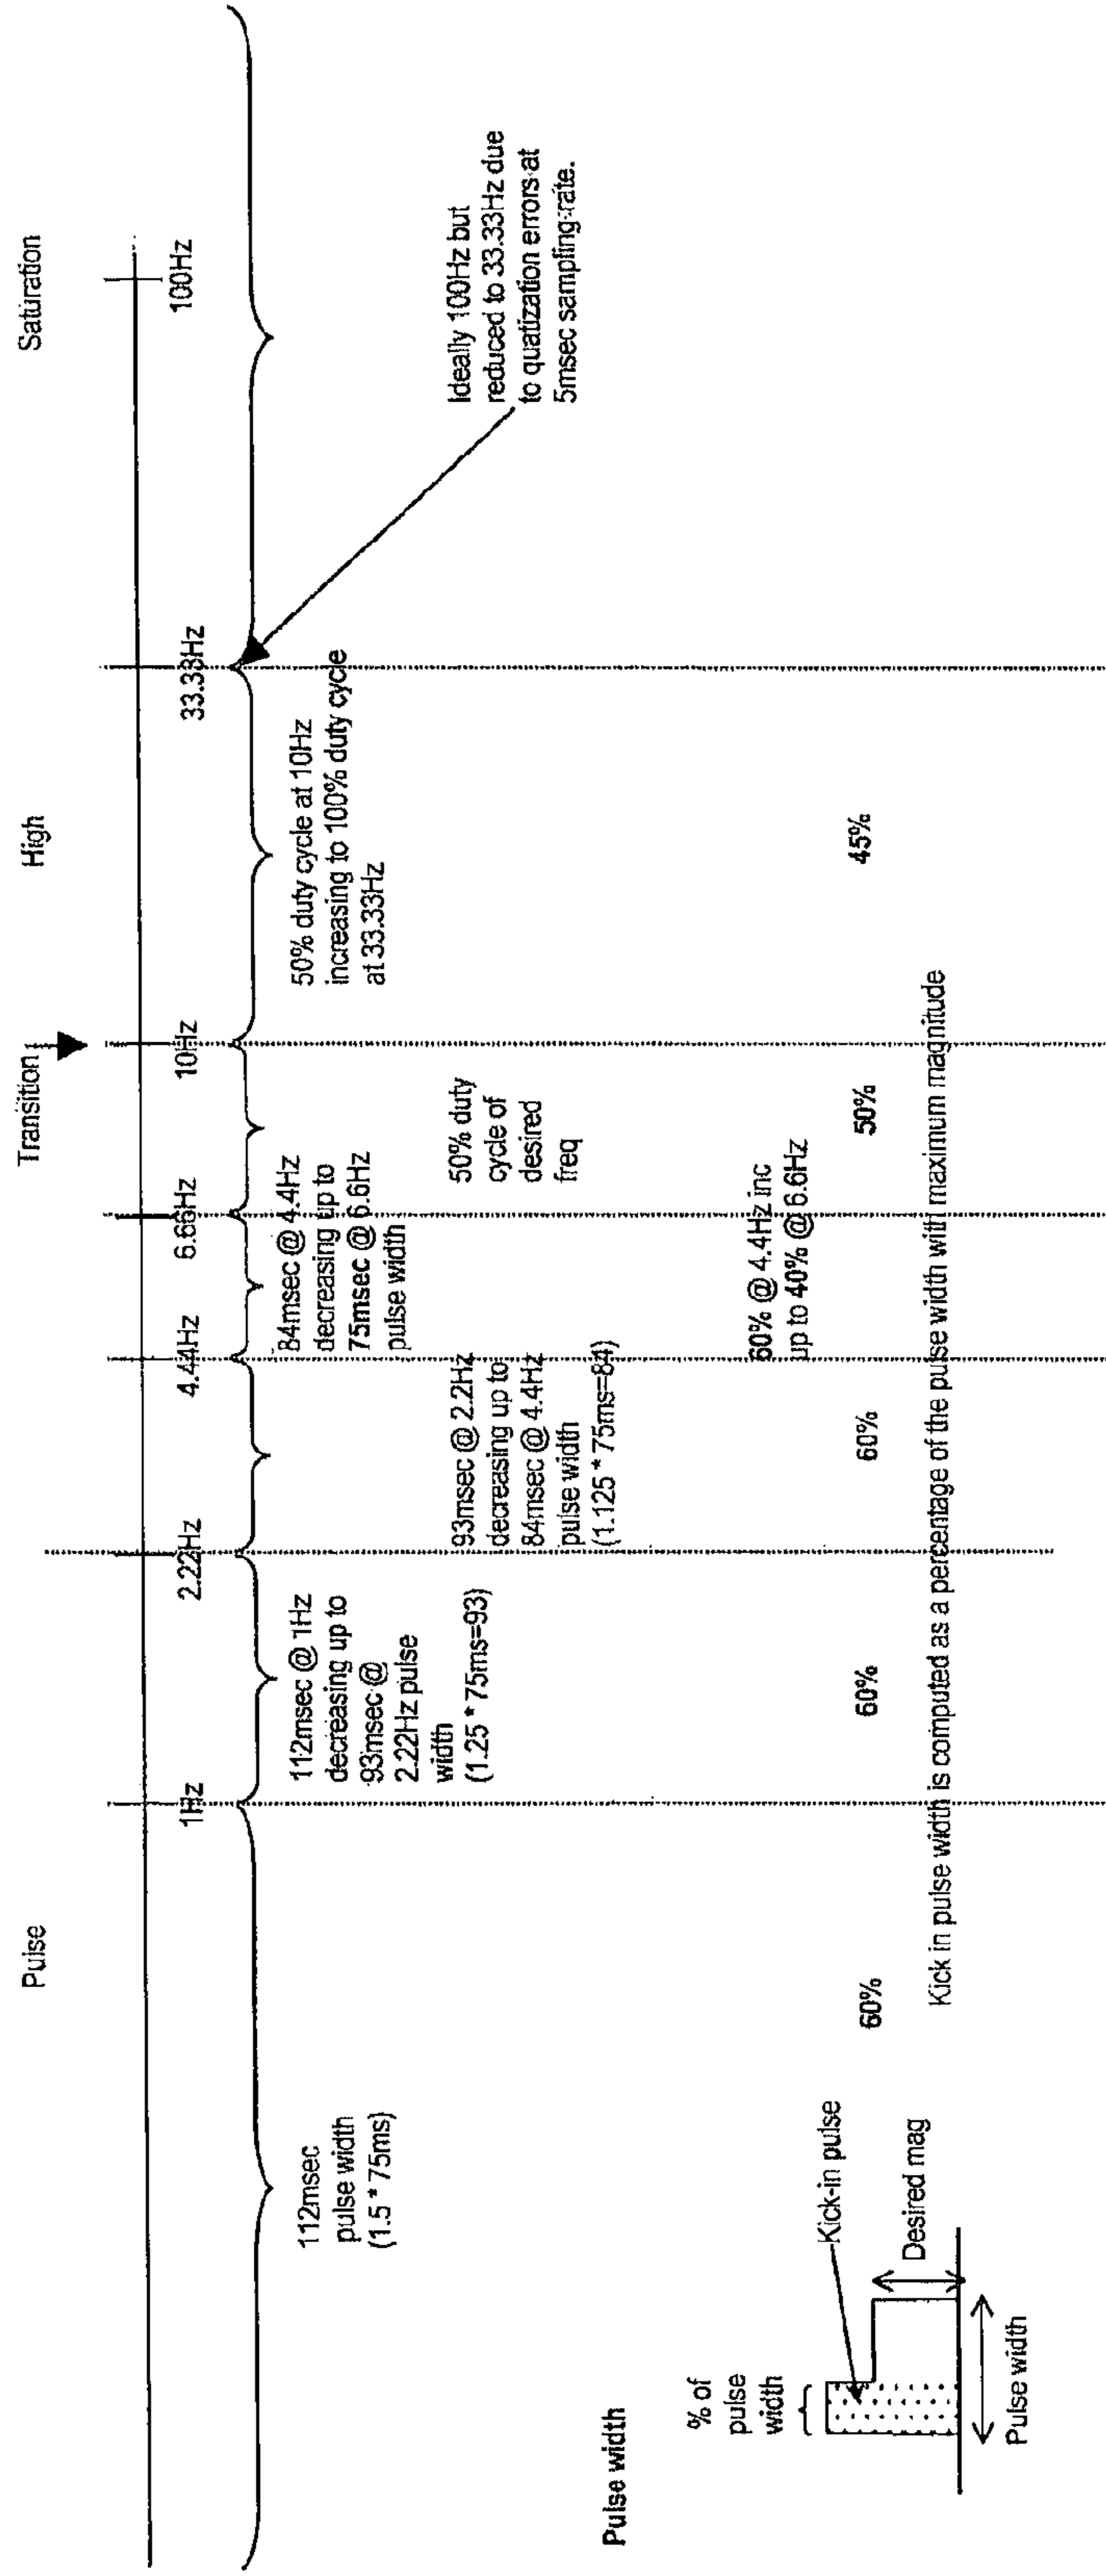 Pulse
Transition
High
Saturation
1Hz
2.22Hz
4.44Hz
6.66Hz
10Hz
33.33Hz
100Hz
112msec
pulse width
(1.5 * 75ms)
112msec @ 1Hz
decreasing up to
93msec @
2.22Hz pulse
width
(1.25 * 75ms=93)
93msec @ 2.2Hz
decreasing up to
84msec @ 4.4Hz
pulse width
(1.125 * 75ms=84)
84msec @ 4.4Hz
decreasing up to
75msec @ 6.6Hz
pulse width
50% duty
cycle of
desired
freq
50% duty cycle at 10Hz
increasing to 100% duty cycle
at 33.33Hz
Ideally 100Hz but
reduced to 33.33Hz due
to quatization errors at
5msec sampling rate.
Pulse width
% of
pulse
width
Kick-in pulse
Desired mag
Pulse width
60%
60%
60%
60% @ 4.4Hz inc
up to 40% @ 6.6Hz
50%
45%
Kick in pulse width is computed as a percentage of the pulse width with maximum magnitude